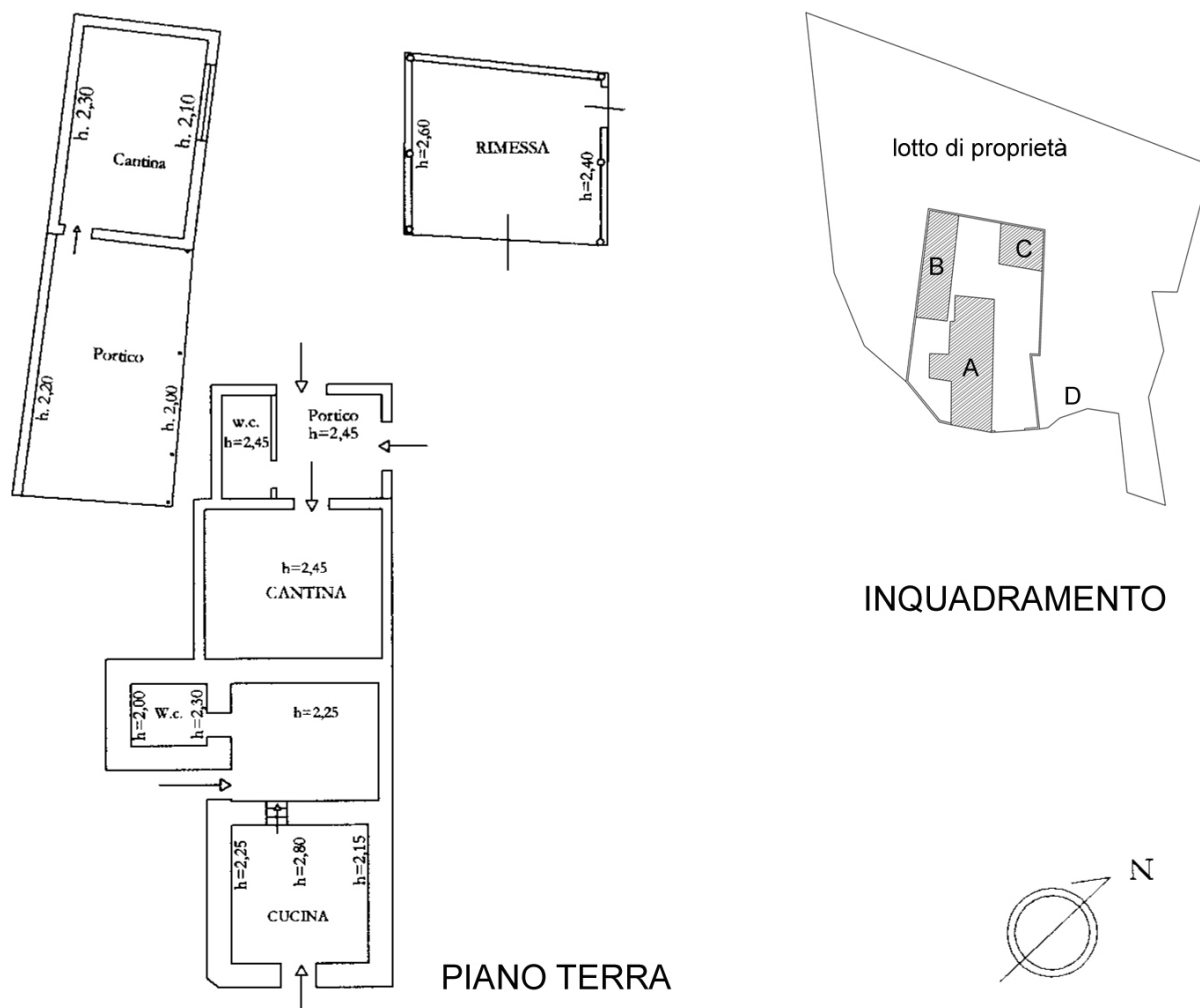 h. 2,30
h. 2,10
Cantina
Portico
h. 2,20
h. 2,00
h=2,60
RIMESSA
h=2,40
lotto di proprietà
B
C
A
D
INQUADRAMENTO
w.c.
h=2,45
Portico
h=2,45
h=2,45
CANTINA
h=2,00
W.c.
h=2,30
h=2,25
h=2,25
h=2,80
h=2,15
CUCINA
PIANO TERRA
N